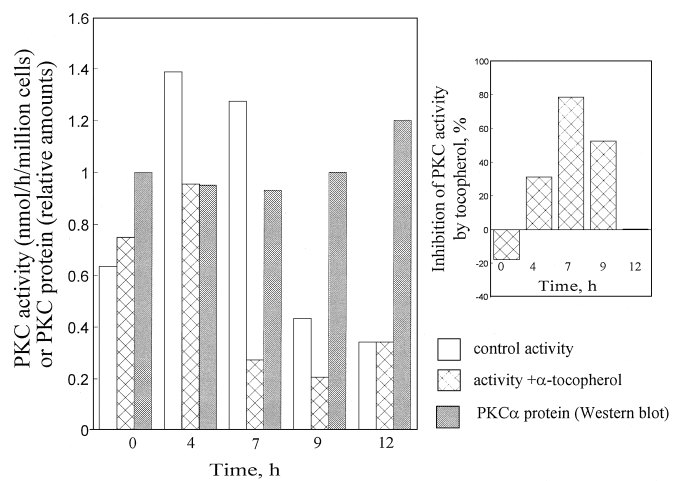 PKC activity (nmol/h/million cells)
or PKC protein (relative amounts)
1.6
1.4
1.2
1
0.8
0.6
0.4
0.2
0
0 4 7 9 12
Time, h
Inhibition of PKC activity
by tocopherol, %
100
80
60
40
20
0
-20
-40
0 4 7 9 12
Time, h
control activity
activity +α-tocopherol
PKCα protein (Western blot)